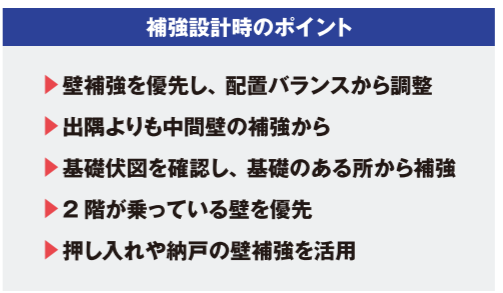 補強設計時のポイント
▶壁補強を優先し、配置バランスから調整
▶出隅よりも中間壁の補強から
▶基礎伏図を確認し、基礎のある所から補強
▶2階が乗っている壁を優先
▶押し入れや納戸の壁補強を活用